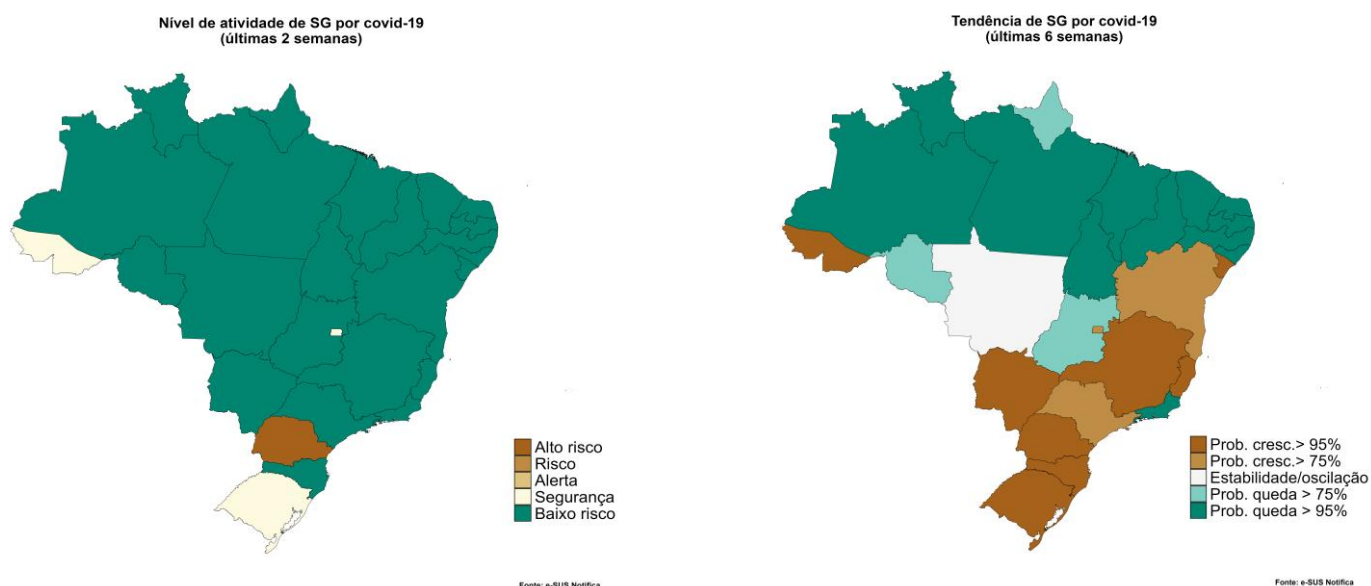 Nível de atividade de SG por covid-19
(últimas 2 semanas)
Alto risco
Risco
Alerta
Segurança
Baixo risco
Fonte: e-SUS Notifica
Tendência de SG por covid-19
(últimas 6 semanas)
Prob. cresc.> 95%
Prob. cresc.> 75%
Estabilidade/oscilação
Prob. queda > 75%
Prob. queda > 95%
Fonte: e-SUS Notifica